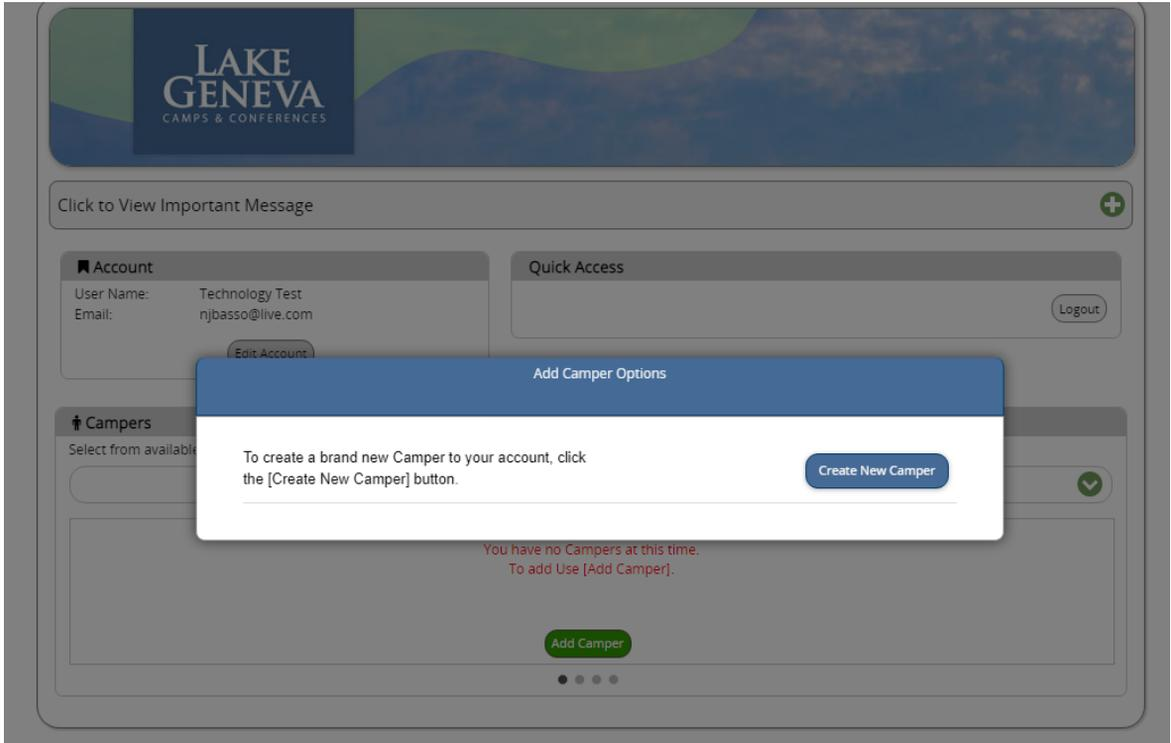 LAKE
GENEVA
CAMPS & CONFERENCES
Click to View Important Message
Account
User Name: Technology Test
Email: njbasso@live.com
Edit Account
Quick Access
Logout
Add Camper Options
To create a brand new Camper to your account, click
the [Create New Camper] button.
Create New Camper
Campers
Select from available
You have no Campers at this time.
To add Use [Add Camper].
Add Camper